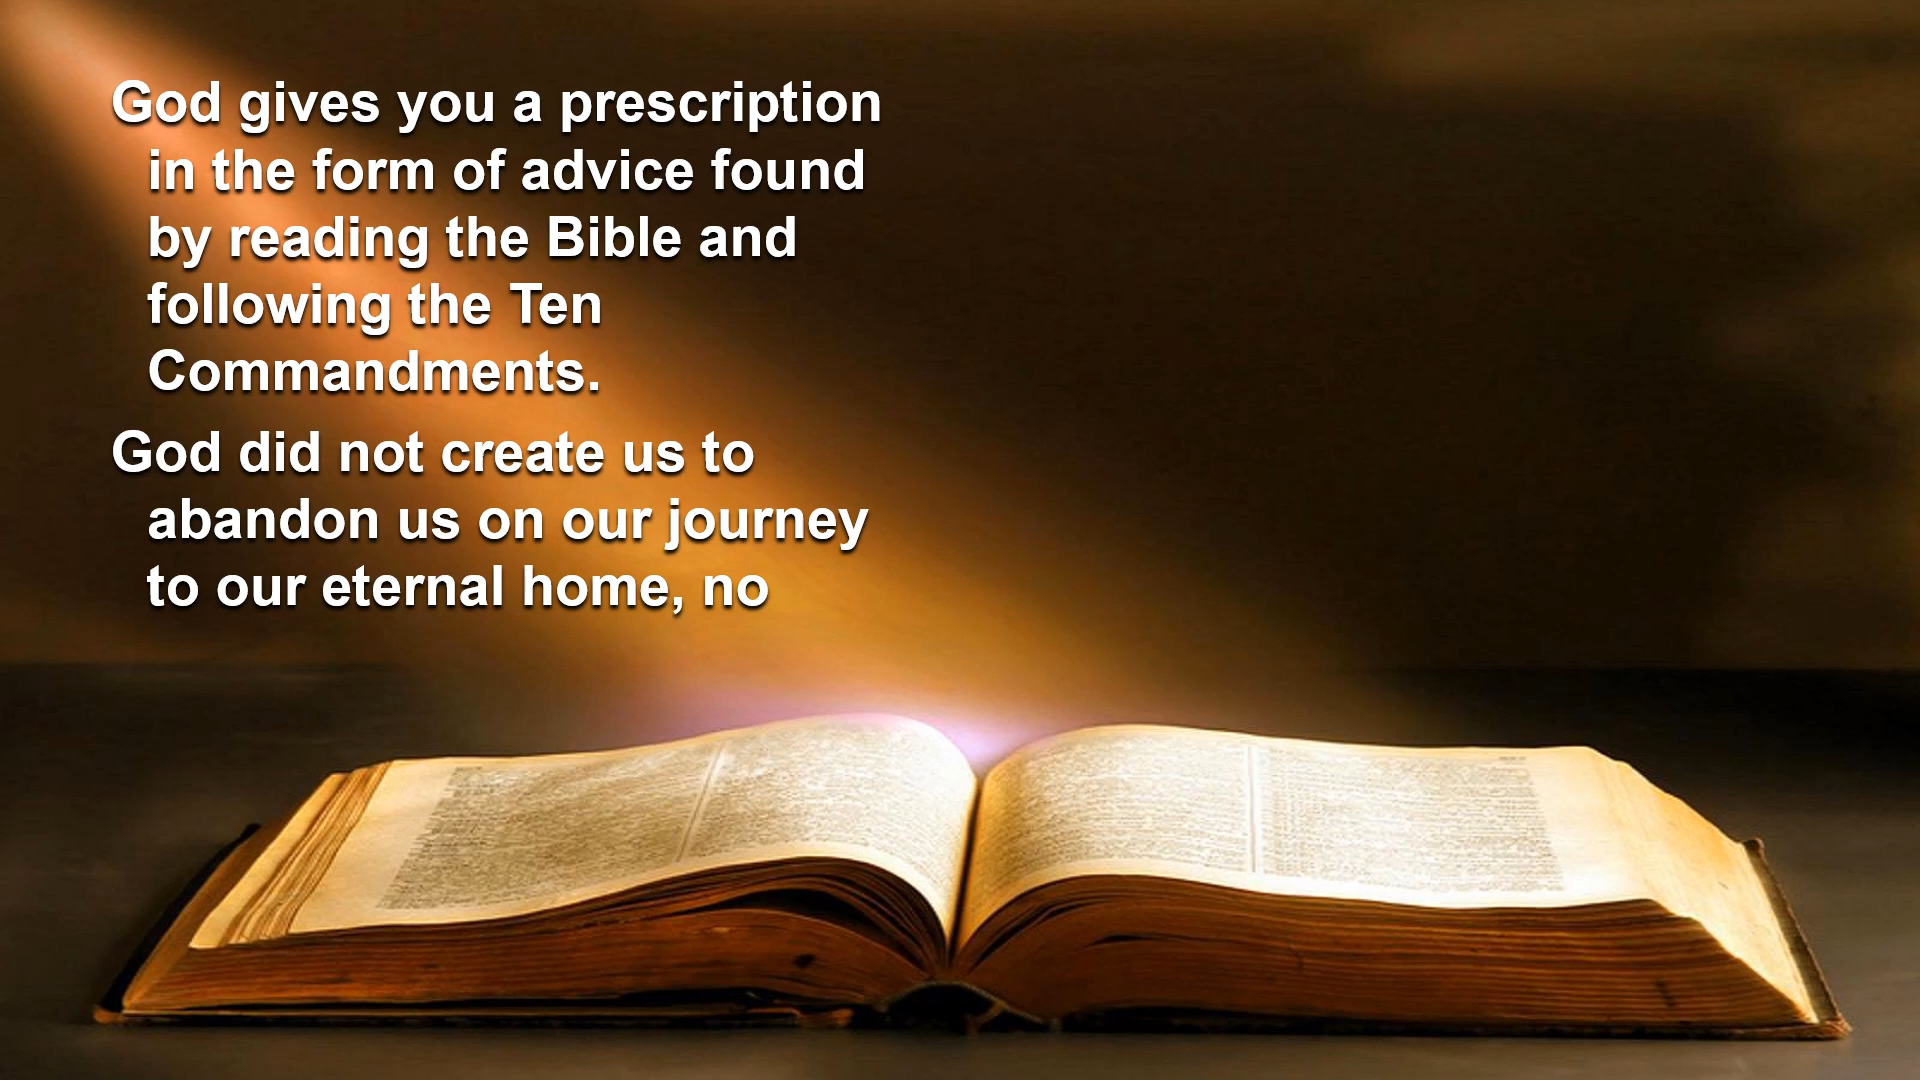 God gives you a prescription
in the form of advice found
by reading the Bible and
following the Ten
Commandments.
God did not create us to
abandon us on our journey
to our eternal home, no